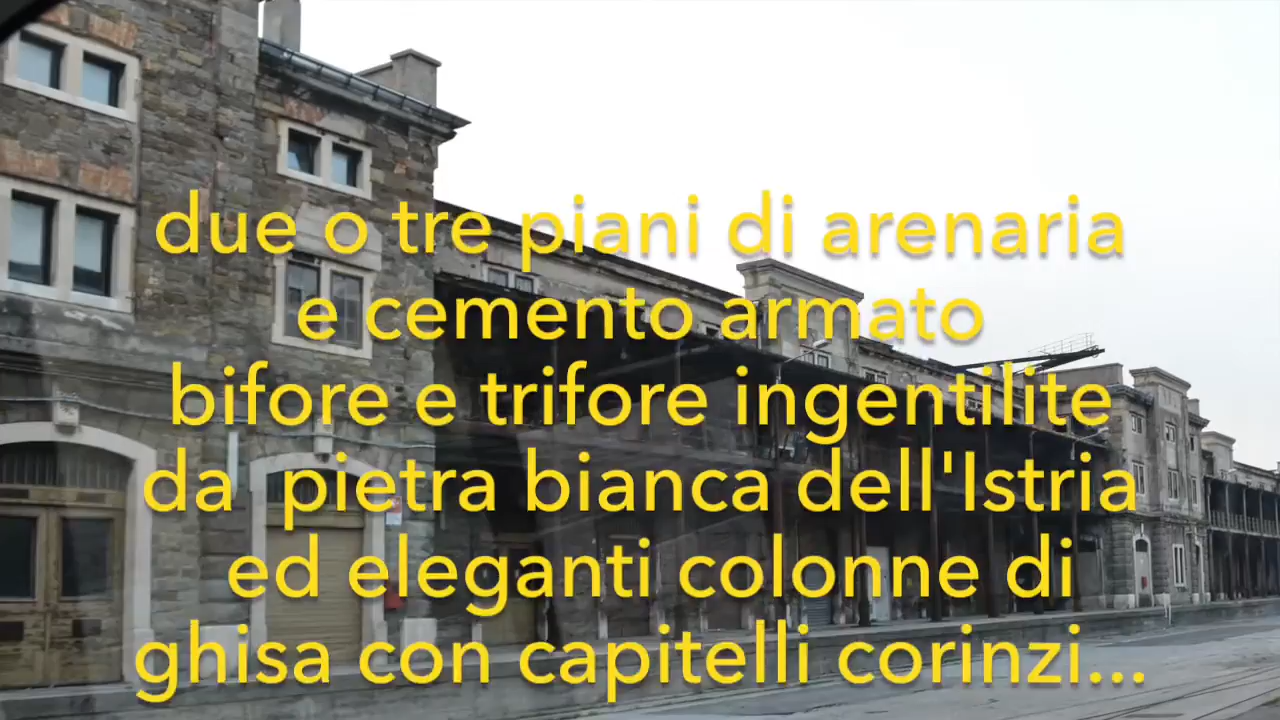 due o tre piani di arenaria
e cemento armato
bifore e trifore ingentilite
da  pietra bianca dell'Istria
ed eleganti colonne di
ghisa con capitelli corinzi...